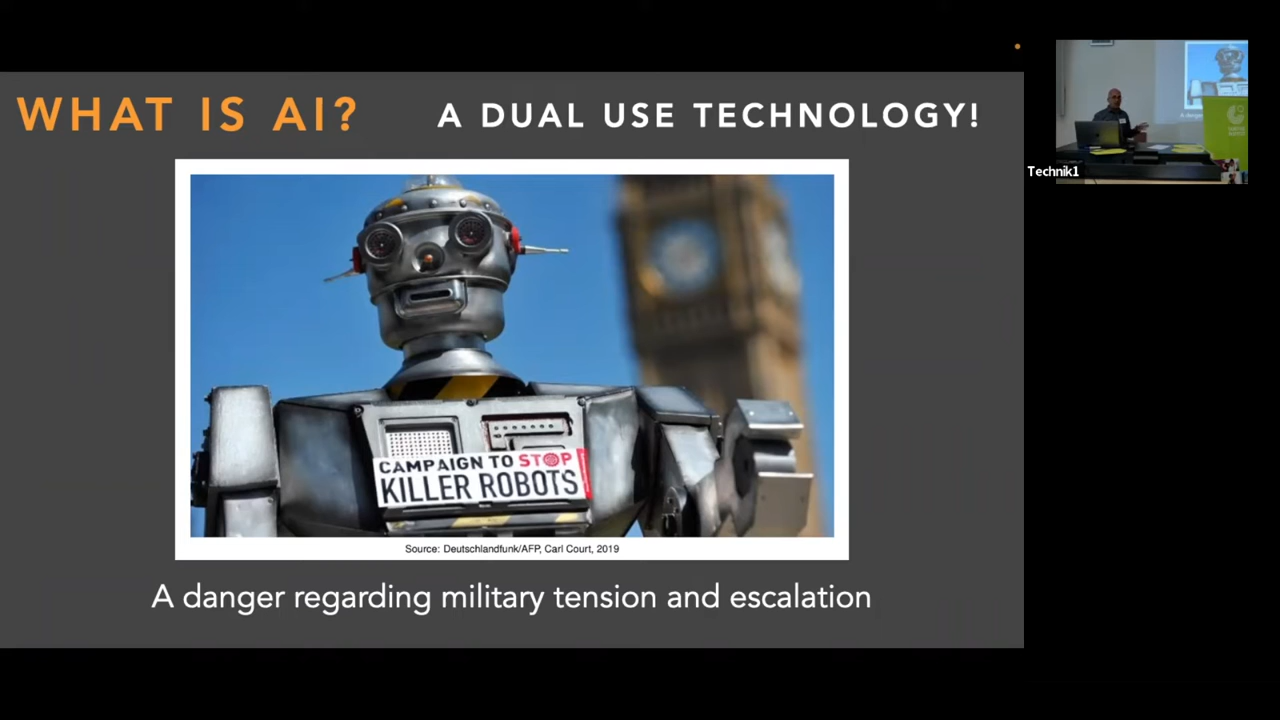 WHAT IS AI?
A DUAL USE TECHNOLOGY!
CAMPAIGN TO STOP
KILLER ROBOTS
Source: Deutschlandfunk/AFP, Carl Court, 2019
A danger regarding military tension and escalation
Technik1